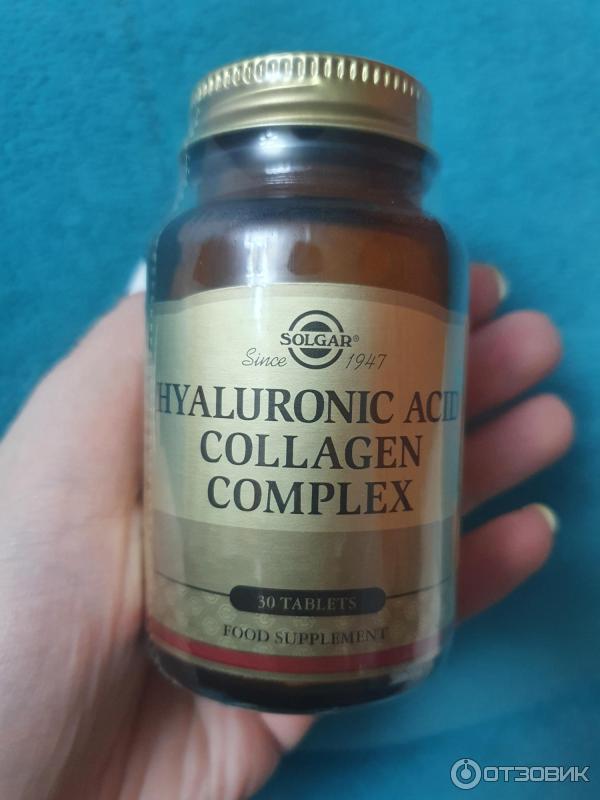 SOLGAR®
Since 1947
HYALURONIC ACID
COLLAGEN
COMPLEX
30 TABLETS
FOOD SUPPLEMENT
ОТЗОВИК